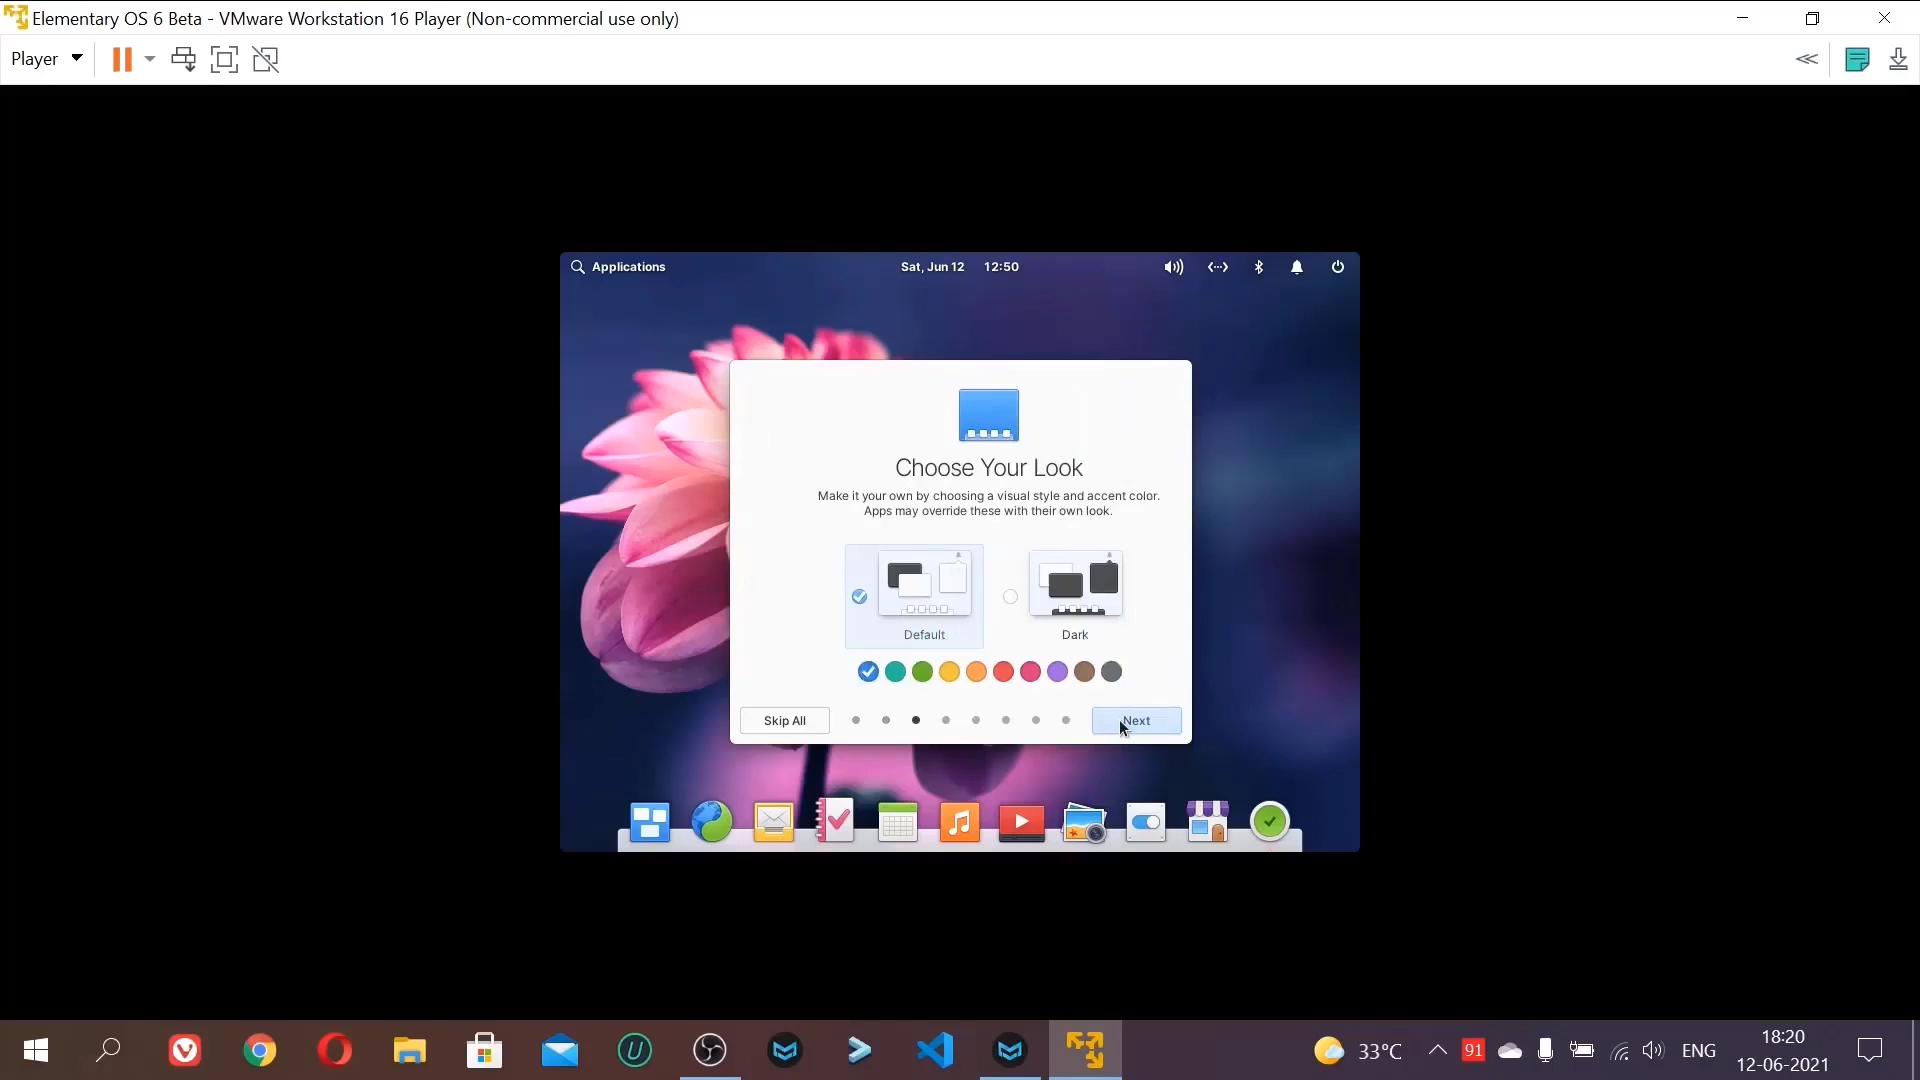 Elementary OS 6 Beta - VMware Workstation 16 Player (Non-commercial use only)
Player
Applications
Sat, Jun 12 12:50
Choose Your Look
Make it your own by choosing a visual style and accent color.
Apps may override these with their own look.
Default Dark
Skip All Next
33°C 91 ENG 18:20
12-06-2021